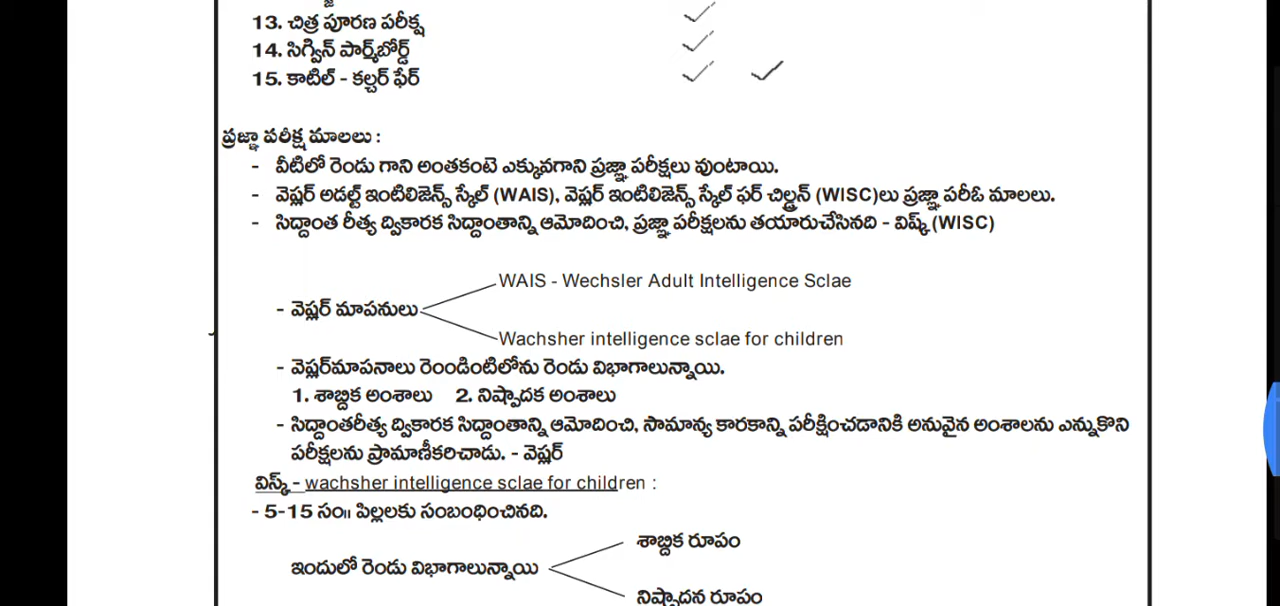 13. చిత్ర పూరణ పరీక్ష
14. సిగ్విన్ పార్మ్‌బోర్డ్
15. కాటిల్ - కల్చర్ ఫేర్
ప్రజ్ఞా పరీక్ష మాలలు :
- వీటిలో రెండు గాని అంతకంటె ఎక్కువగాని ప్రజ్ఞా పరీక్షలు వుంటాయి.
- వెష్లర్ అడల్ట్ ఇంటిలిజెన్స్ స్కేల్ (WAIS), వెష్లర్ ఇంటిలిజెన్స్ స్కేల్ ఫర్ చిల్డ్రన్ (WISC)లు ప్రజ్ఞా పరీఓ మాలలు.
- సిద్దాంత రీత్య ద్వికారక సిద్దాంతాన్ని ఆమోదించి, ప్రజ్ఞా పరీక్షలను తయారుచేసినది - విష్క్ (WISC)
WAIS - Wechsler Adult Intelligence Sclae
- వెష్లర్ మాపనులు
Wachsher intelligence sclae for children
- వెష్లర్‌మాపనాలు రెండింటిలోను రెండు విభాగాలున్నాయి.
1. శాబ్దిక అంశాలు 2. నిష్పాదక అంశాలు
- సిద్దాంతరీత్య ద్వికారక సిద్దాంతాన్ని ఆమోదించి, సామాన్య కారకాన్ని పరీక్షించడానికి అనువైన అంశాలను ఎన్నుకొని
పరీక్షలను ప్రామాణీకరిచాడు. - వెష్లర్
విస్క్ - wachsher intelligence sclae for children :
- 5-15 సం॥ పిల్లలకు సంబంధించినది.
శాబ్దిక రూపం
ఇందులో రెండు విభాగాలున్నాయి
నిష్పాదన రూపం